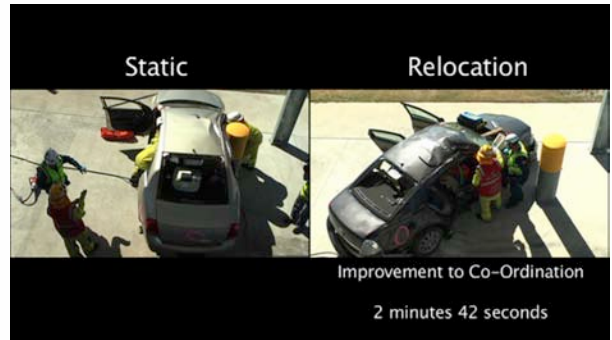 Static
Relocation
Improvement to Co-Ordination
2 minutes 42 seconds